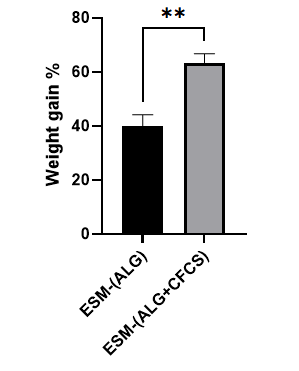 **
Weight gain %
80
60
40
20
0
ESM-(ALG)
ESM-(ALG+CFCS)